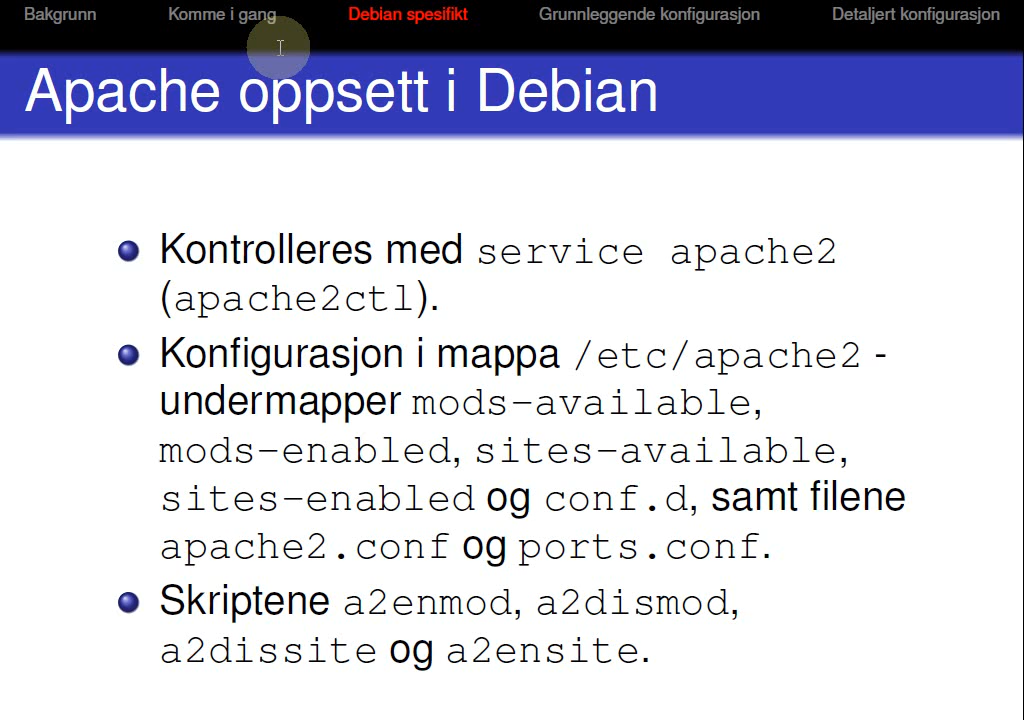 Bakgrunn Komme i gang Debian spesifikt Grunnleggende konfigurasjon Detaljert konfigurasjon
Apache oppsett i Debian
Kontrolleres med service apache2
(apache2ctl).
Konfigurasjon i mappa /etc/apache2 -
undermapper mods-available,
mods-enabled, sites-available,
sites-enabled og conf.d, samt filene
apache2.conf og ports.conf.
Skriptene a2enmod, a2dismod,
a2dissite og a2ensite.